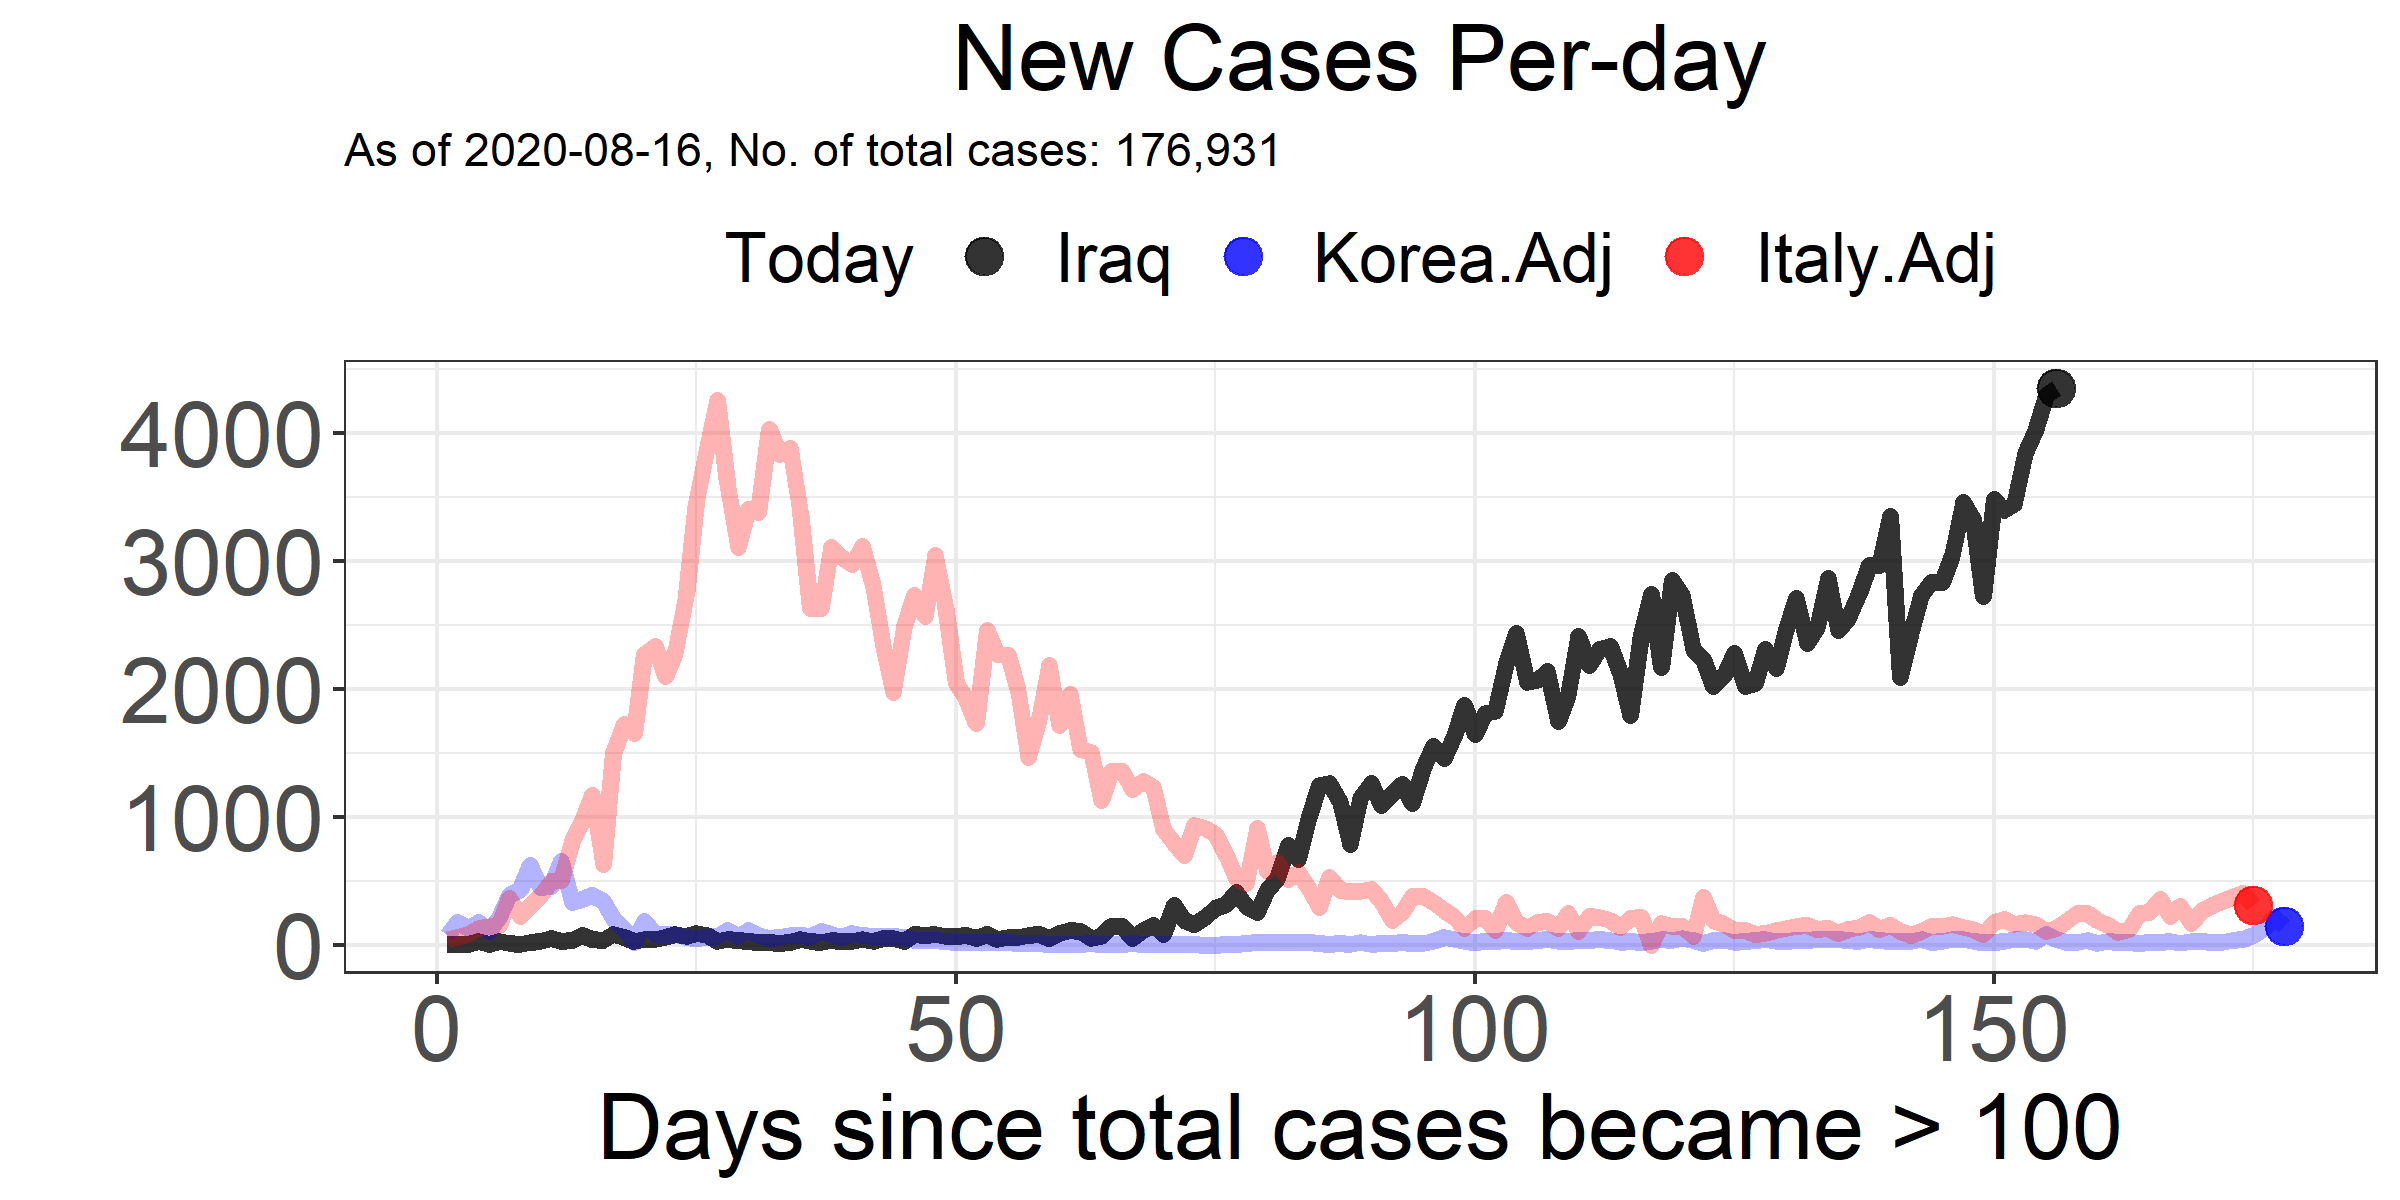 New Cases Per-day
As of 2020-08-16, No. of total cases: 176,931
Today Iraq Korea.Adj Italy.Adj
4000
3000
2000
1000
0
0 50 100 150
Days since total cases became > 100